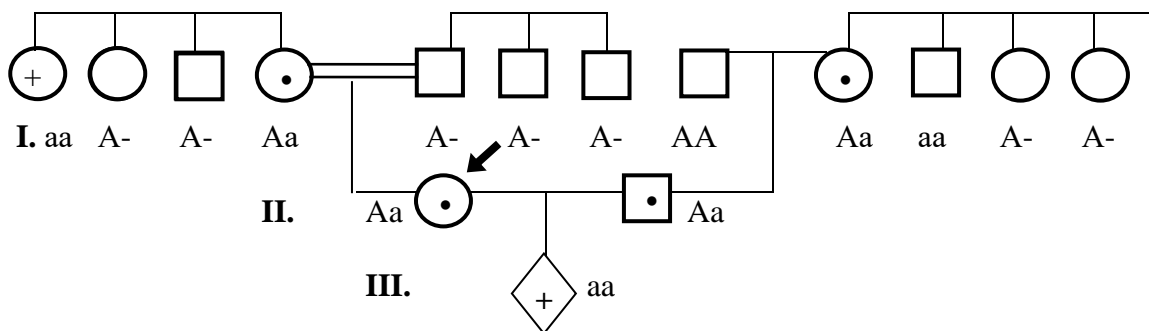 +
I. aa A- A- Aa A- A- A- AA Aa aa A- A-
II. Aa Aa
III. + aa